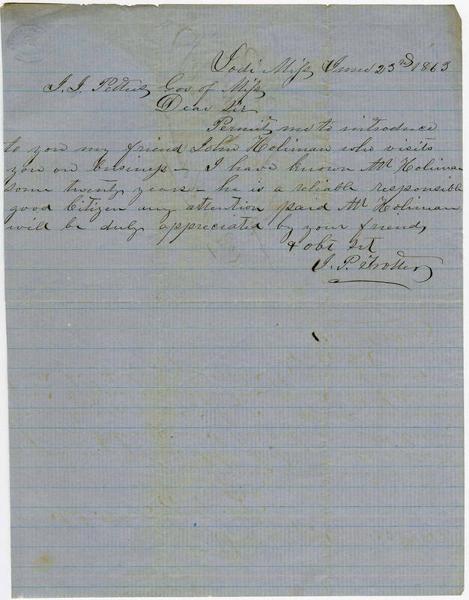 Lodi Miss June 23rd 1863
J. J. Pettus Gov of Miss
Dear Sir
Permit me to introduce
to you my friend John Holiman who visits
you on business - I have known Mr Holiman
some twenty years - he is a reliable responsible
good Citizen any attention paid Mr Holiman
will be duly appreciated by your friend,
& obt Svt
J. P. Trotter